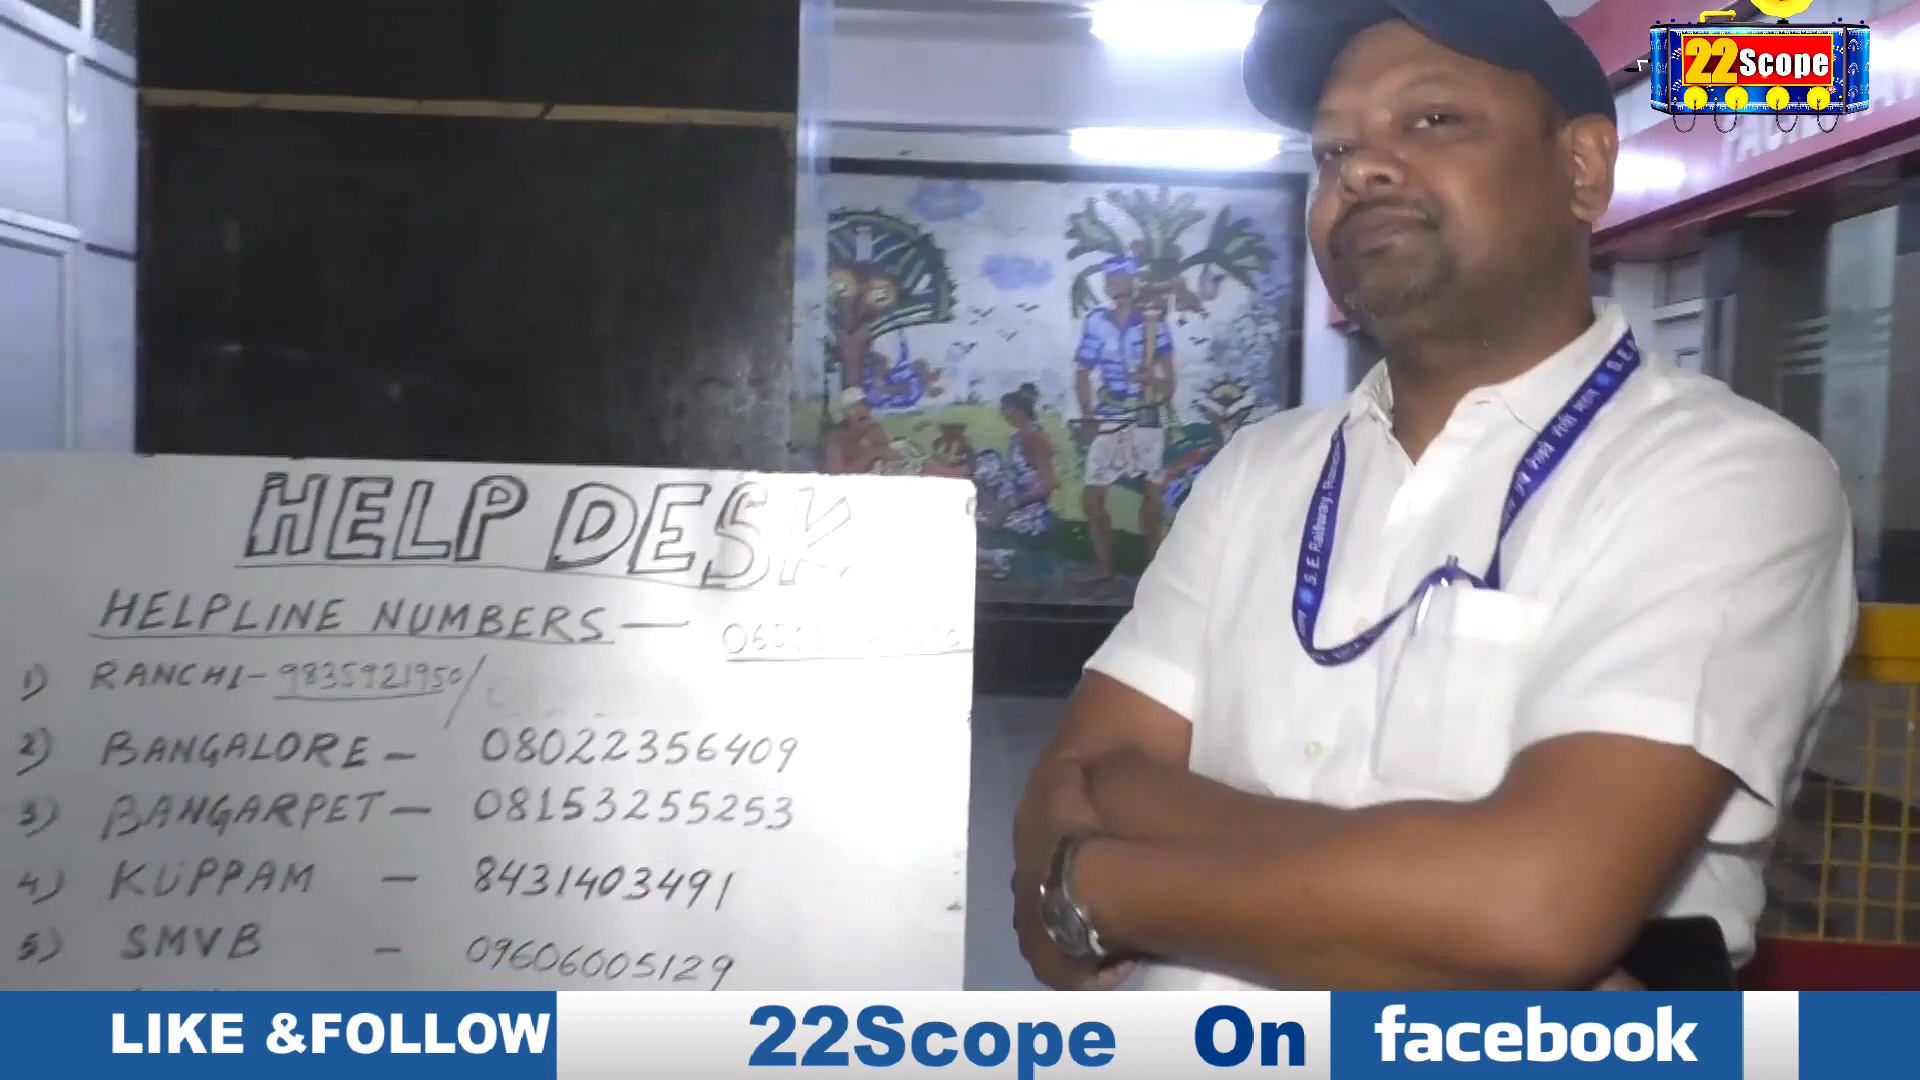 22Scope
HELP DESK
HELPLINE NUMBERS —
1) RANCHI - 9835921950/
2) BANGALORE - 08022356409
3) BANGARPET - 08153255253
4) KUPPAM - 8431403491
5) SMVB - 09606005129
S. E. Railway,
LIKE &FOLLOW 22Scope On facebook